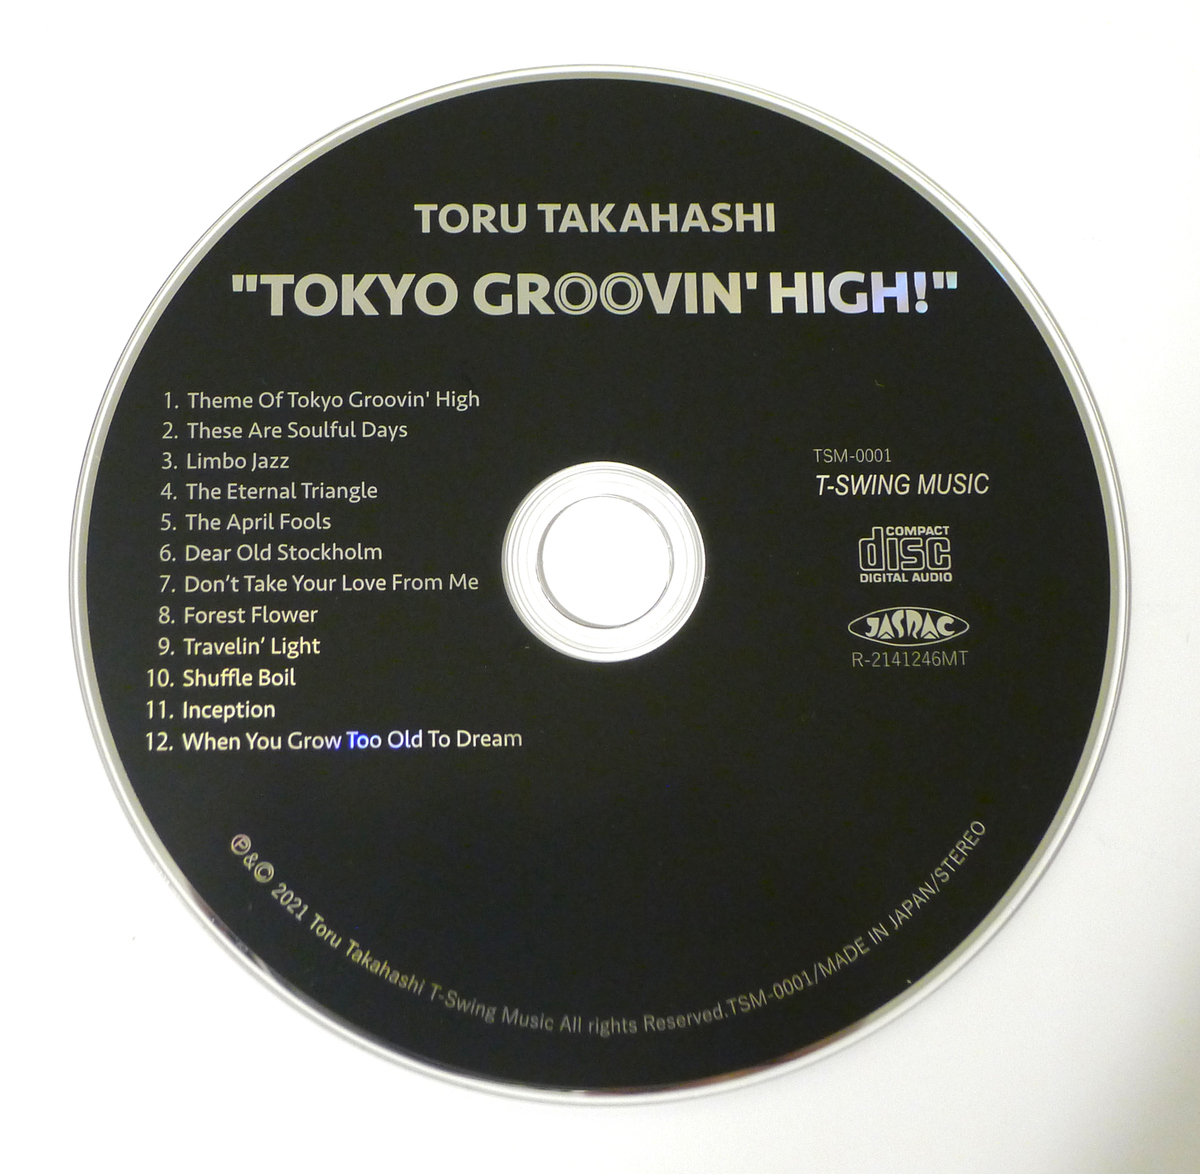 TORU TAKAHASHI
"TOKYO GROOVIN' HIGH!"
1. Theme Of Tokyo Groovin' High
2. These Are Soulful Days
3. Limbo Jazz
4. The Eternal Triangle
5. The April Fools
6. Dear Old Stockholm
7. Don’t Take Your Love From Me
8. Forest Flower
9. Travelin’ Light
10. Shuffle Boil
11. Inception
12. When You Grow Too Old To Dream
TSM-0001
T-SWING MUSIC
COMPACT
disc
DIGITAL AUDIO
JASRAC
R-2141246MT
Ⓟ&© 2021 Toru Takahashi T-Swing Music All rights Reserved.TSM-0001/MADE IN JAPAN/STEREO